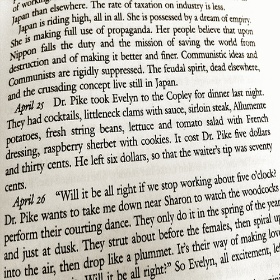 of working
Japan than elsewhere. The rate of taxation on industry is less.
Japan is riding high, all in all. She is possessed by a dream of empire.
She is making full use of propaganda. Her people believe that upon
Nippon falls the duty and the mission of saving the world from
destruction and of making it better and finer. Communistic ideas and
Communists are rigidly suppressed. The feudal spirit, dead elsewhere,
and the crusading concept live still in Japan.
April 25 Dr. Pike took Evelyn to the Copley for dinner last night.
They had cocktails, littleneck clams with sauce, sirloin steak, Allumette
potatoes, fresh string beans, lettuce and tomato salad with French
dressing, raspberry sherbet with cookies. It cost Dr. Pike five dollars
and thirty cents. He left six dollars, so that the waiter's tip was seventy
cents.
April 26 "Will it be all right if we stop working about five o'clock?
Dr. Pike wants to take me down near Sharon to watch the woodcocks
perform their courting dance. They only do it in the spring of the year
and just at dusk. They strut about before the females, then spiral
into the air, then drop like a plummet. It's their way of making love
Will it be all right?" So Evelyn, all excitement, le